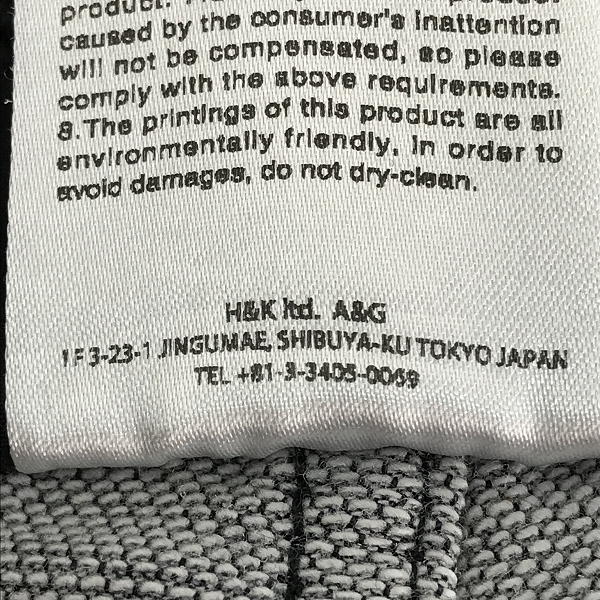 product.
caused by the consumer's inattention
will not be compensated, so please
comply with the above requirements.
8.The printings of this product are all
environmentally friendly, in order to
avoid damages, do not dry-clean.
H&K ltd. A&G
1F 3-23-1 JINGUMAE, SHIBUYA-KU TOKYO JAPAN
TEL +81-3-3405-0069